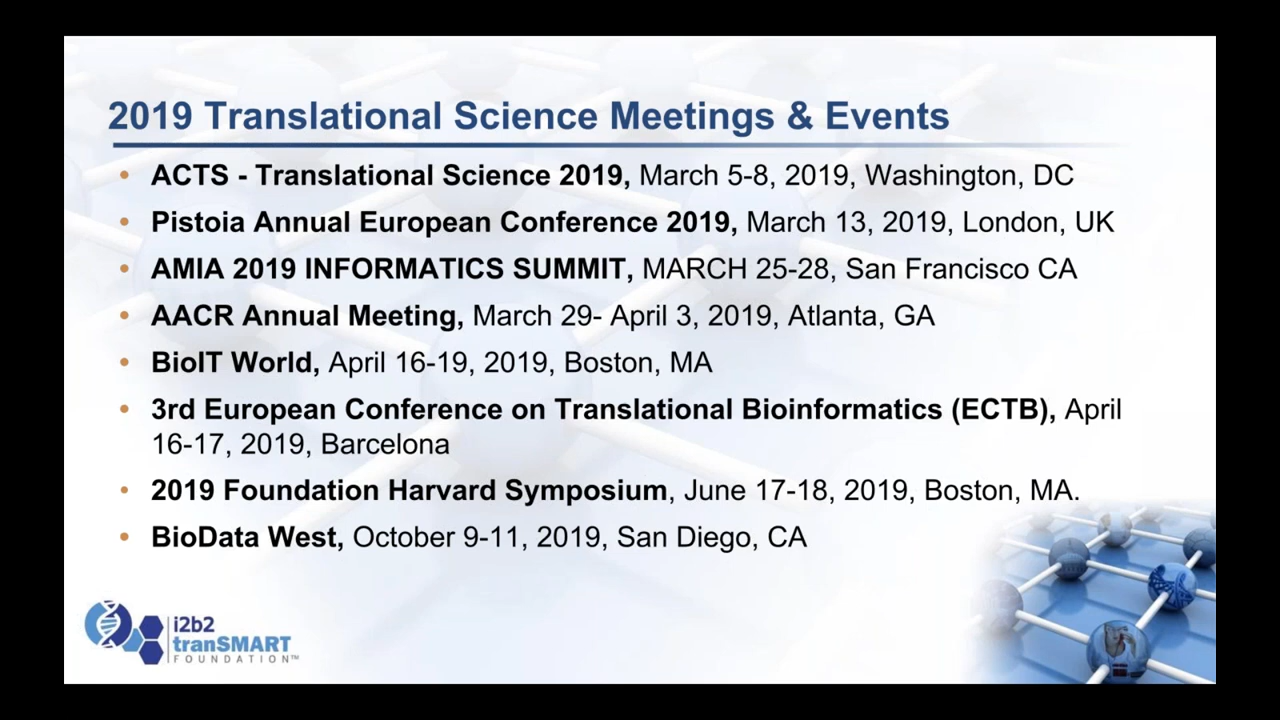 2019 Translational Science Meetings & Events
• ACTS - Translational Science 2019, March 5-8, 2019, Washington, DC
• Pistoia Annual European Conference 2019, March 13, 2019, London, UK
• AMIA 2019 INFORMATICS SUMMIT, MARCH 25-28, San Francisco CA
• AACR Annual Meeting, March 29- April 3, 2019, Atlanta, GA
• BioIT World, April 16-19, 2019, Boston, MA
• 3rd European Conference on Translational Bioinformatics (ECTB), April
16-17, 2019, Barcelona
• 2019 Foundation Harvard Symposium, June 17-18, 2019, Boston, MA.
• BioData West, October 9-11, 2019, San Diego, CA
i2b2
tranSMART
FOUNDATION™